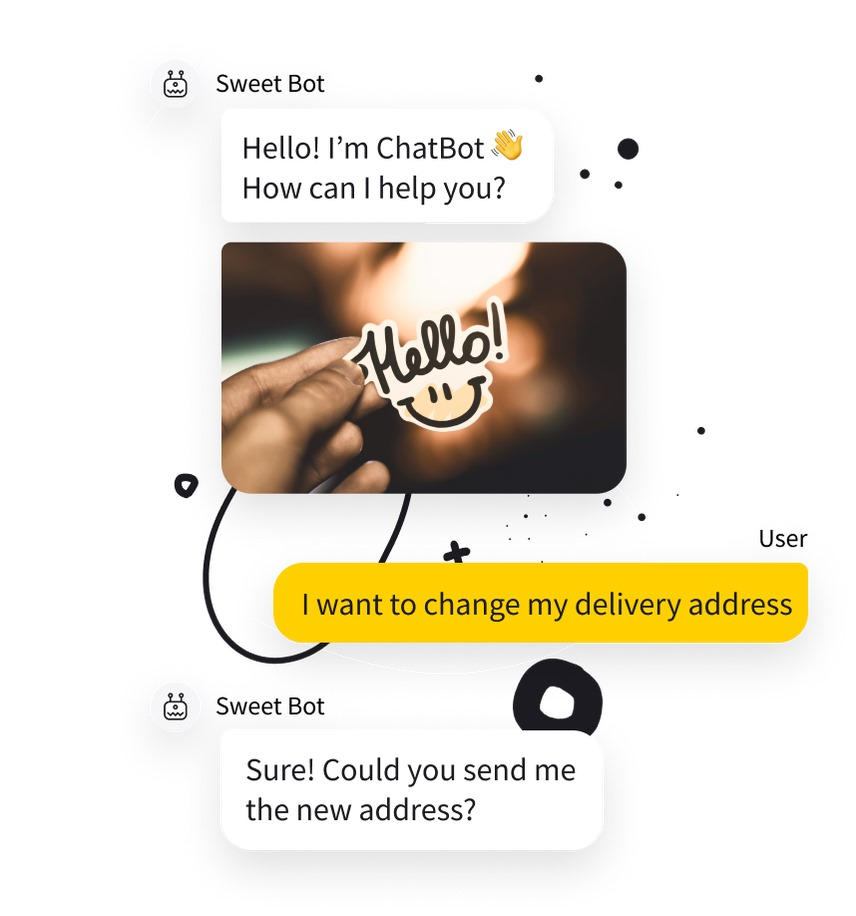 Sweet Bot
Hello! I’m ChatBot 👋
How can I help you?
Hello!
User
I want to change my delivery address
Sweet Bot
Sure! Could you send me
the new address?